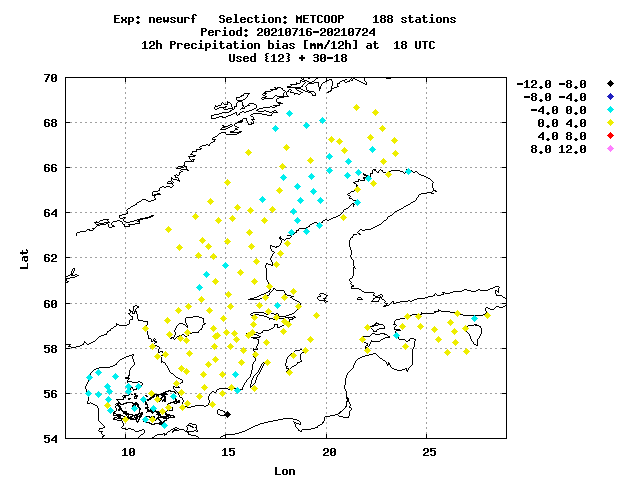 Exp: newsurf Selection: METCOOP 188 stations
Period: 20210716-20210724
12h Precipitation bias [mm/12h] at 18 UTC
Used {12} + 30-18
-12.0 -8.0
-8.0 -4.0
-4.0 0.0
0.0 4.0
4.0 8.0
8.0 12.0
70
68
66
64
62
60
58
56
54
Lat
10 15 20 25
Lon